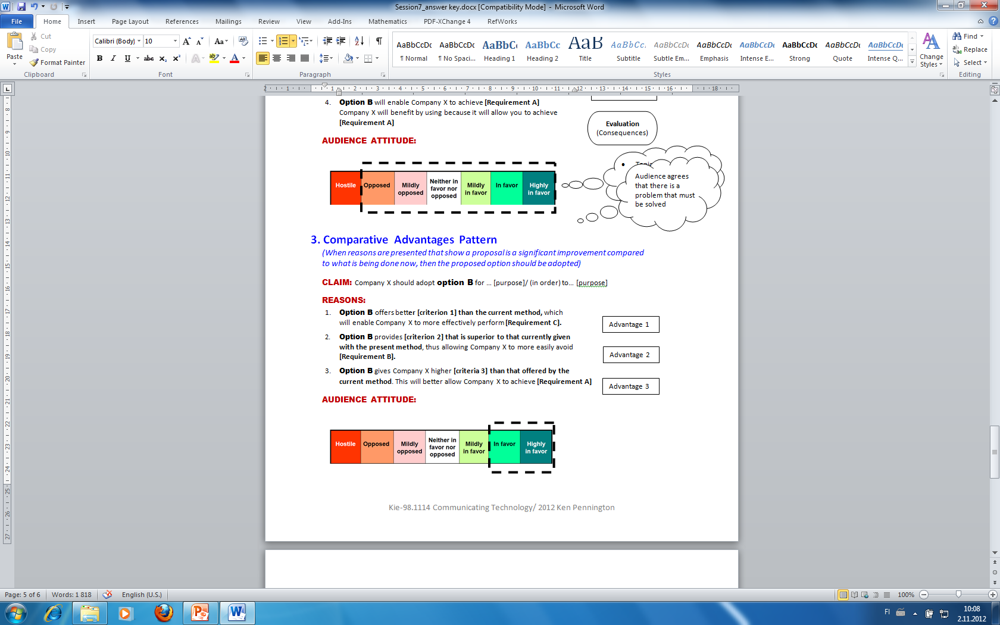 Session7_answer key.docx [Compatibility Mode] - Microsoft Word
File Home Insert Page Layout References Mailings Review View Add-Ins Mathematics PDF-XChange 4 RefWorks
Paste
Cut
Copy
Format Painter
Clipboard
Calibri (Body) 10
Font
Paragraph
AaBbCcDc AaBbCcDc AaBbC AaBbCc AaB AaBbCc. AaBbCcDc AaBbCcDc AaBbCcDc AaBbCcDc AaBbCcDc AaBbCcDc
¶ Normal ¶ No Spaci... Heading 1 Heading 2 Title Subtitle Subtle Em... Emphasis Intense E... Strong Quote Intense Q...
Styles
Change Styles
Find
Replace
Select
Editing
4. Option B will enable Company X to achieve [Requirement A]
Company X will benefit by using because it will allow you to achieve
[Requirement A]
Evaluation
(Consequences)
AUDIENCE ATTITUDE:
Hostile Opposed Mildly opposed Neither in favor nor opposed Mildly in favor In favor Highly in favor
Audience agrees
that there is a
problem that must
be solved
3. Comparative Advantages Pattern
(When reasons are presented that show a proposal is a significant improvement compared
to what is being done now, then the proposed option should be adopted)
CLAIM: Company X should adopt option B for ... [purpose]/ (in order) to... [purpose]
REASONS:
1. Option B offers better [criterion 1] than the current method, which
will enable Company X to more effectively perform [Requirement C].
Advantage 1
2. Option B provides [criterion 2] that is superior to that currently given
with the present method, thus allowing Company X to more easily avoid
[Requirement B].
Advantage 2
3. Option B gives Company X higher [criteria 3] than that offered by the
current method. This will better allow Company X to achieve [Requirement A]
Advantage 3
AUDIENCE ATTITUDE:
Hostile Opposed Mildly opposed Neither in favor nor opposed Mildly in favor In favor Highly in favor
Kie-98.1114 Communicating Technology/ 2012 Ken Pennington
Page: 5 of 6 Words: 1 818 English (U.S.) 100%
FI 10:08
2.11.2012